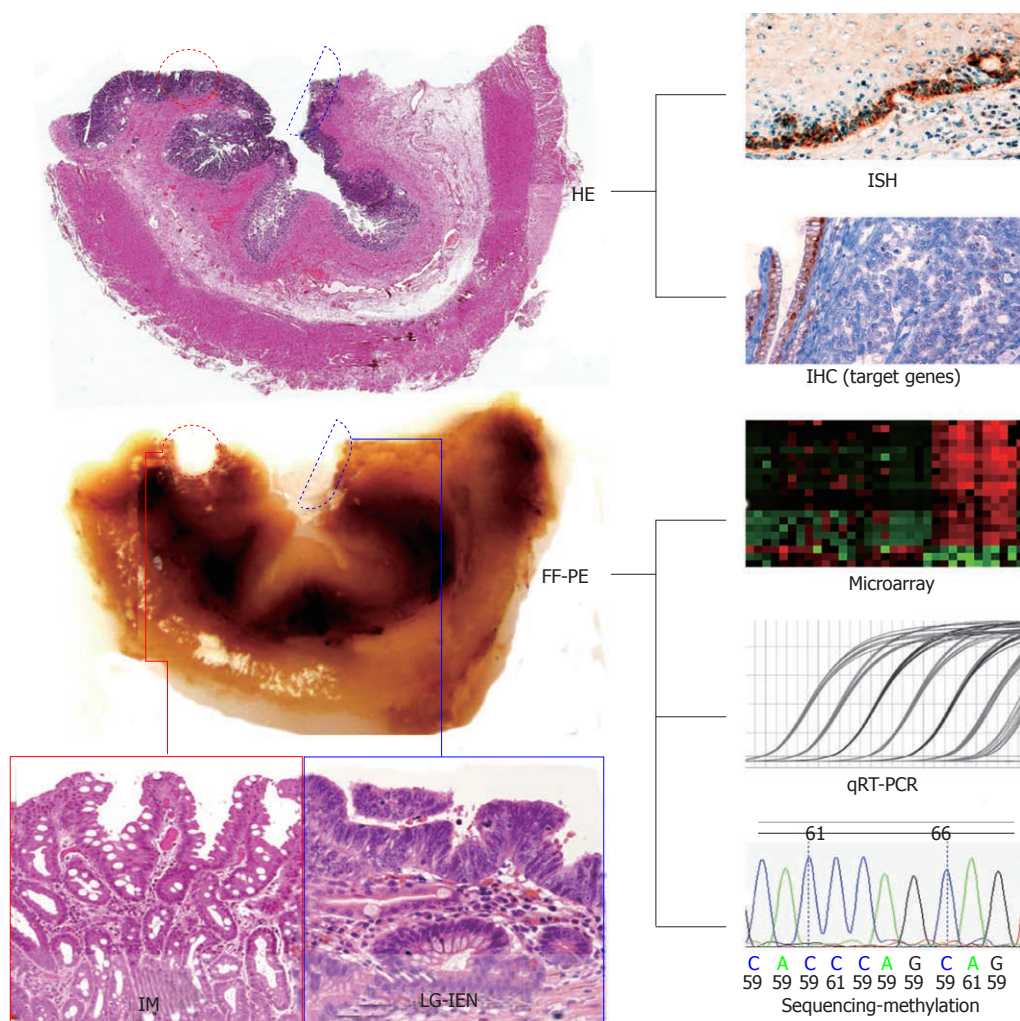 HE
ISH
IHC (target genes)
FF-PE
Microarray
qRT-PCR
IM
LG-IEN
61 66
C A C C C A G C A G
59 59 59 61 59 59 59 59 61 59
Sequencing-methylation